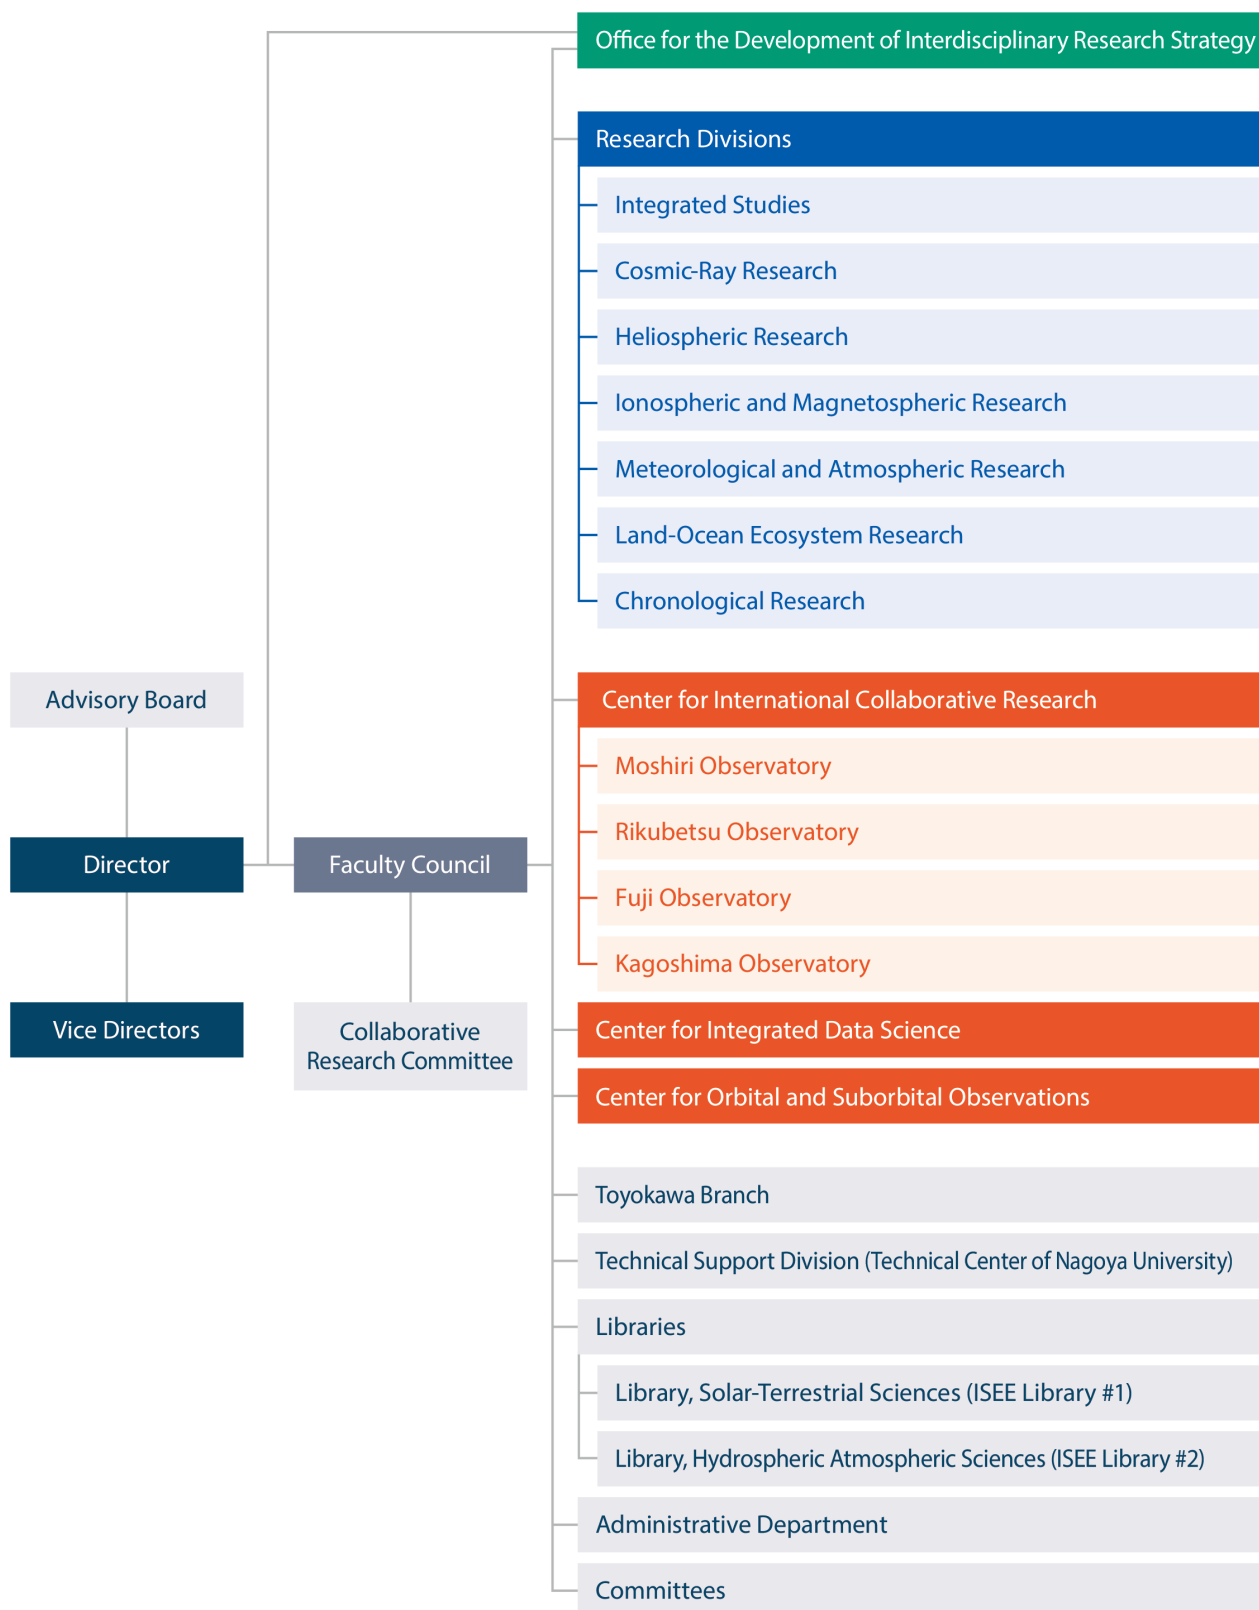 Office for the Development of Interdisciplinary Research Strategy
Research Divisions
Integrated Studies
Cosmic-Ray Research
Heliospheric Research
Ionospheric and Magnetospheric Research
Meteorological and Atmospheric Research
Land-Ocean Ecosystem Research
Chronological Research
Advisory Board
Director
Vice Directors
Faculty Council
Collaborative
Research Committee
Center for International Collaborative Research
Moshiri Observatory
Rikubetsu Observatory
Fuji Observatory
Kagoshima Observatory
Center for Integrated Data Science
Center for Orbital and Suborbital Observations
Toyokawa Branch
Technical Support Division (Technical Center of Nagoya University)
Libraries
Library, Solar-Terrestrial Sciences (ISEE Library #1)
Library, Hydrospheric Atmospheric Sciences (ISEE Library #2)
Administrative Department
Committees